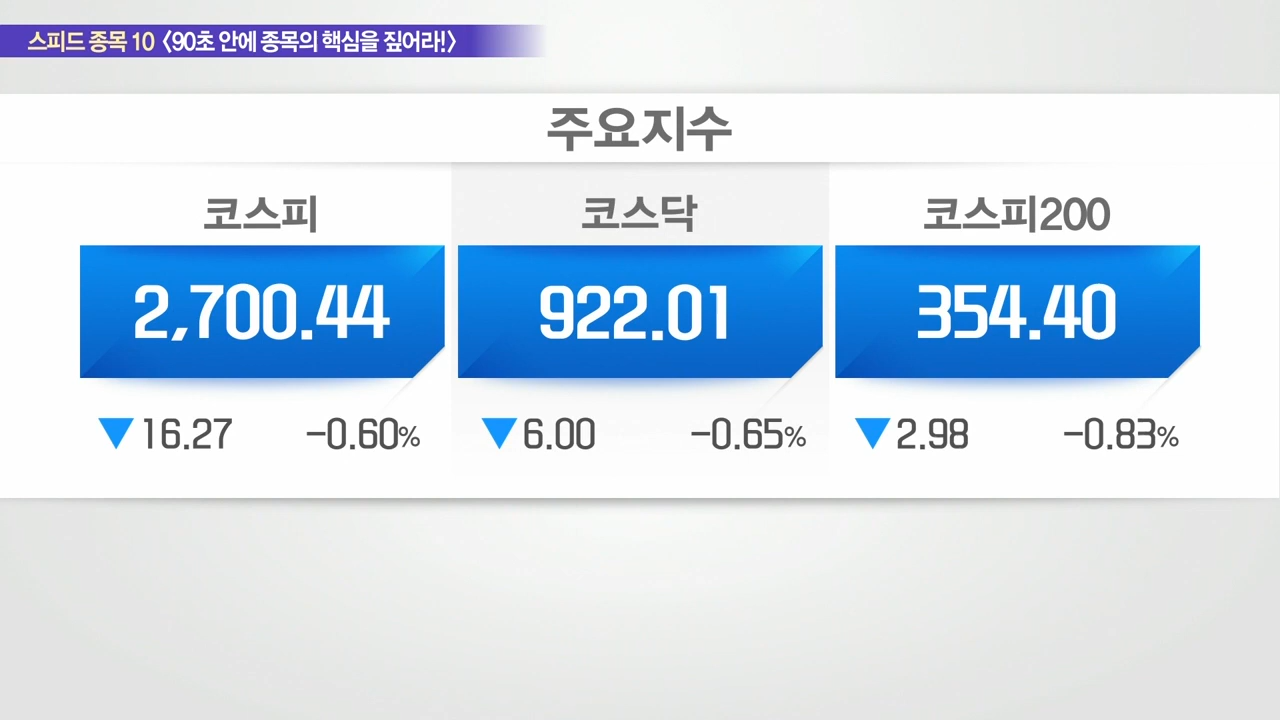 스피드 종목 10 〈90초 안에 종목의 핵심을 짚어라!〉
주요지수
코스피
2,700.44
▼16.27 -0.60%
코스닥
922.01
▼6.00 -0.65%
코스피200
354.40
▼2.98 -0.83%